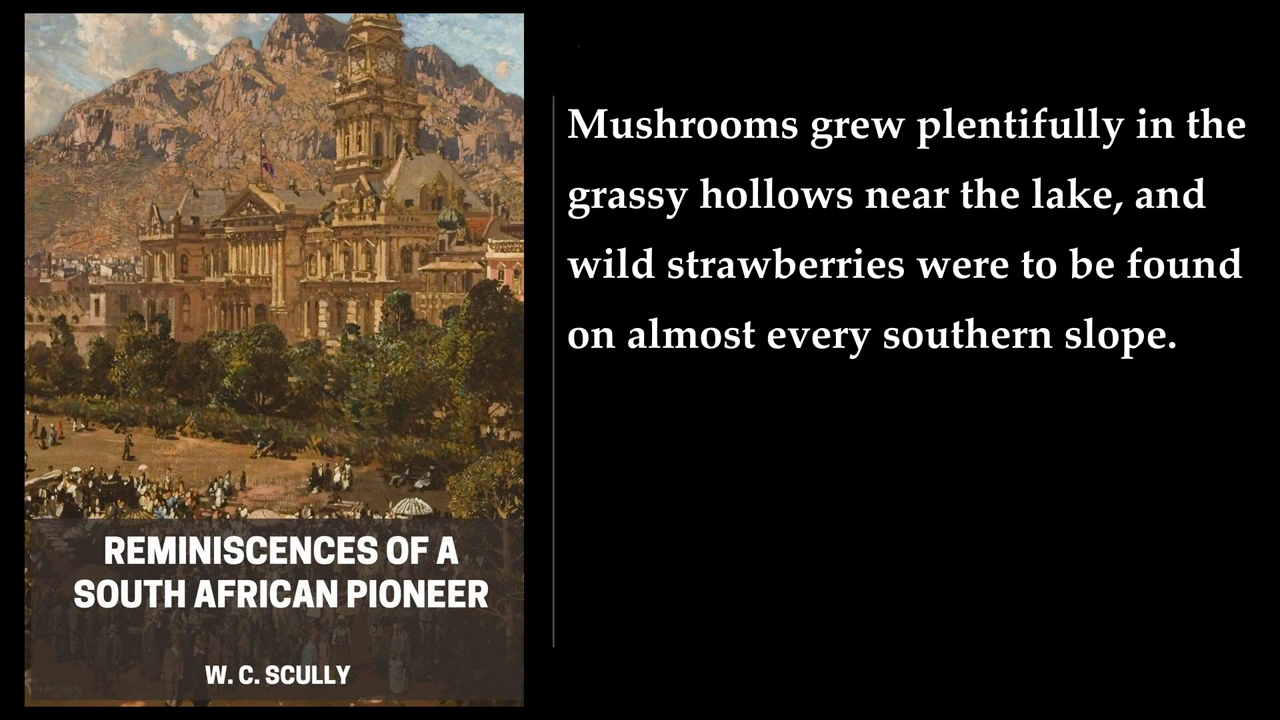 Mushrooms grew plentifully in the
grassy hollows near the lake, and
wild strawberries were to be found
on almost every southern slope.
REMINISCENCES OF A
SOUTH AFRICAN PIONEER
W. C. SCULLY